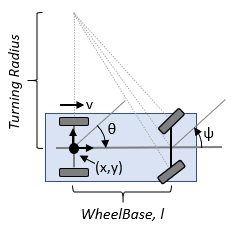 Turning Radius
v
θ
ψ
(x,y)
WheelBase, l